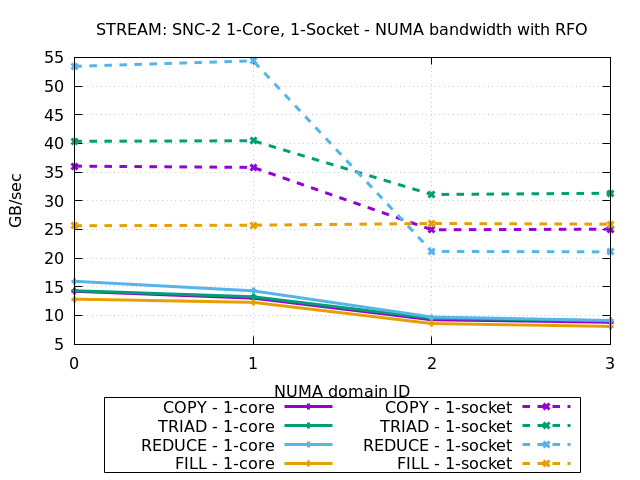 STREAM: SNC-2 1-Core, 1-Socket - NUMA bandwidth with RFO
55
50
45
40
35
30
25
20
15
10
5
GB/sec
0 1 2 3
NUMA domain ID
COPY - 1-core COPY - 1-socket
TRIAD - 1-core TRIAD - 1-socket
REDUCE - 1-core REDUCE - 1-socket
FILL - 1-core FILL - 1-socket